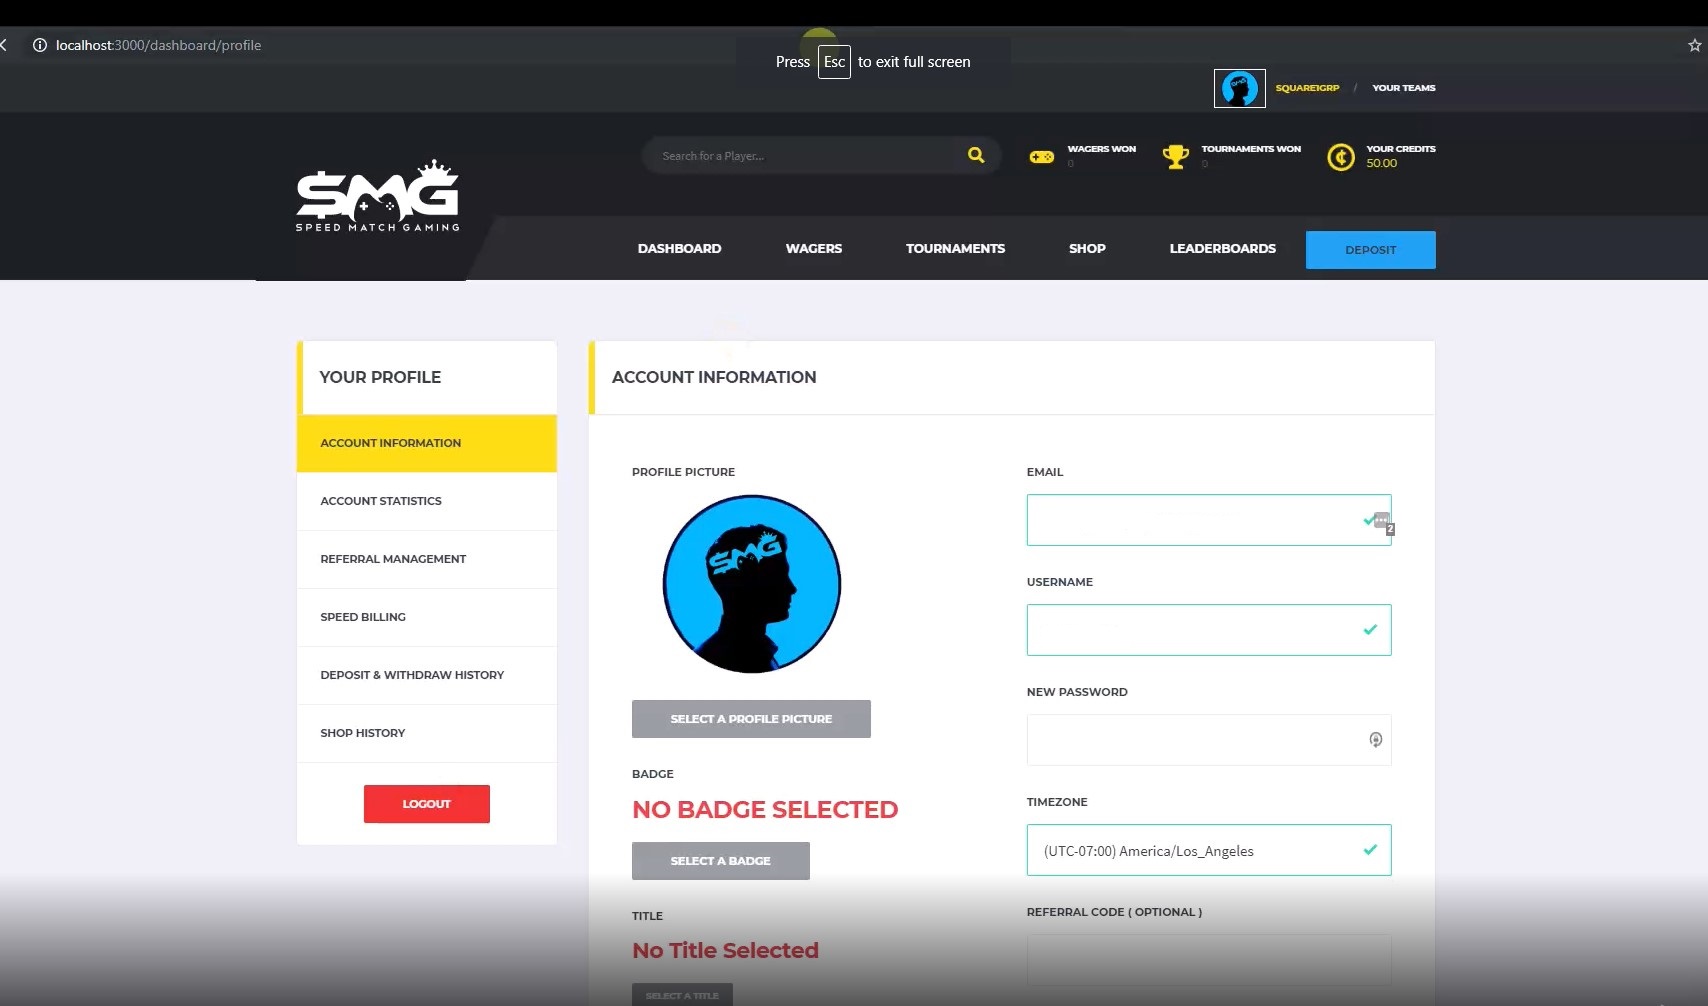 localhost:3000/dashboard/profile
Press Esc to exit full screen
SQUARE1GRP / YOUR TEAMS
Search for a Player...
WAGERS WON
0
TOURNAMENTS WON
0
YOUR CREDITS
50.00
SMG
SPEED MATCH GAMING
DASHBOARD
WAGERS
TOURNAMENTS
SHOP
LEADERBOARDS
DEPOSIT
YOUR PROFILE
ACCOUNT INFORMATION
ACCOUNT STATISTICS
REFERRAL MANAGEMENT
SPEED BILLING
DEPOSIT & WITHDRAW HISTORY
SHOP HISTORY
LOGOUT
ACCOUNT INFORMATION
PROFILE PICTURE
SMG
SELECT A PROFILE PICTURE
BADGE
NO BADGE SELECTED
SELECT A BADGE
TITLE
No Title Selected
SELECT A TITLE
EMAIL
2
USERNAME
NEW PASSWORD
TIMEZONE
(UTC-07:00) America/Los_Angeles
REFERRAL CODE ( OPTIONAL )